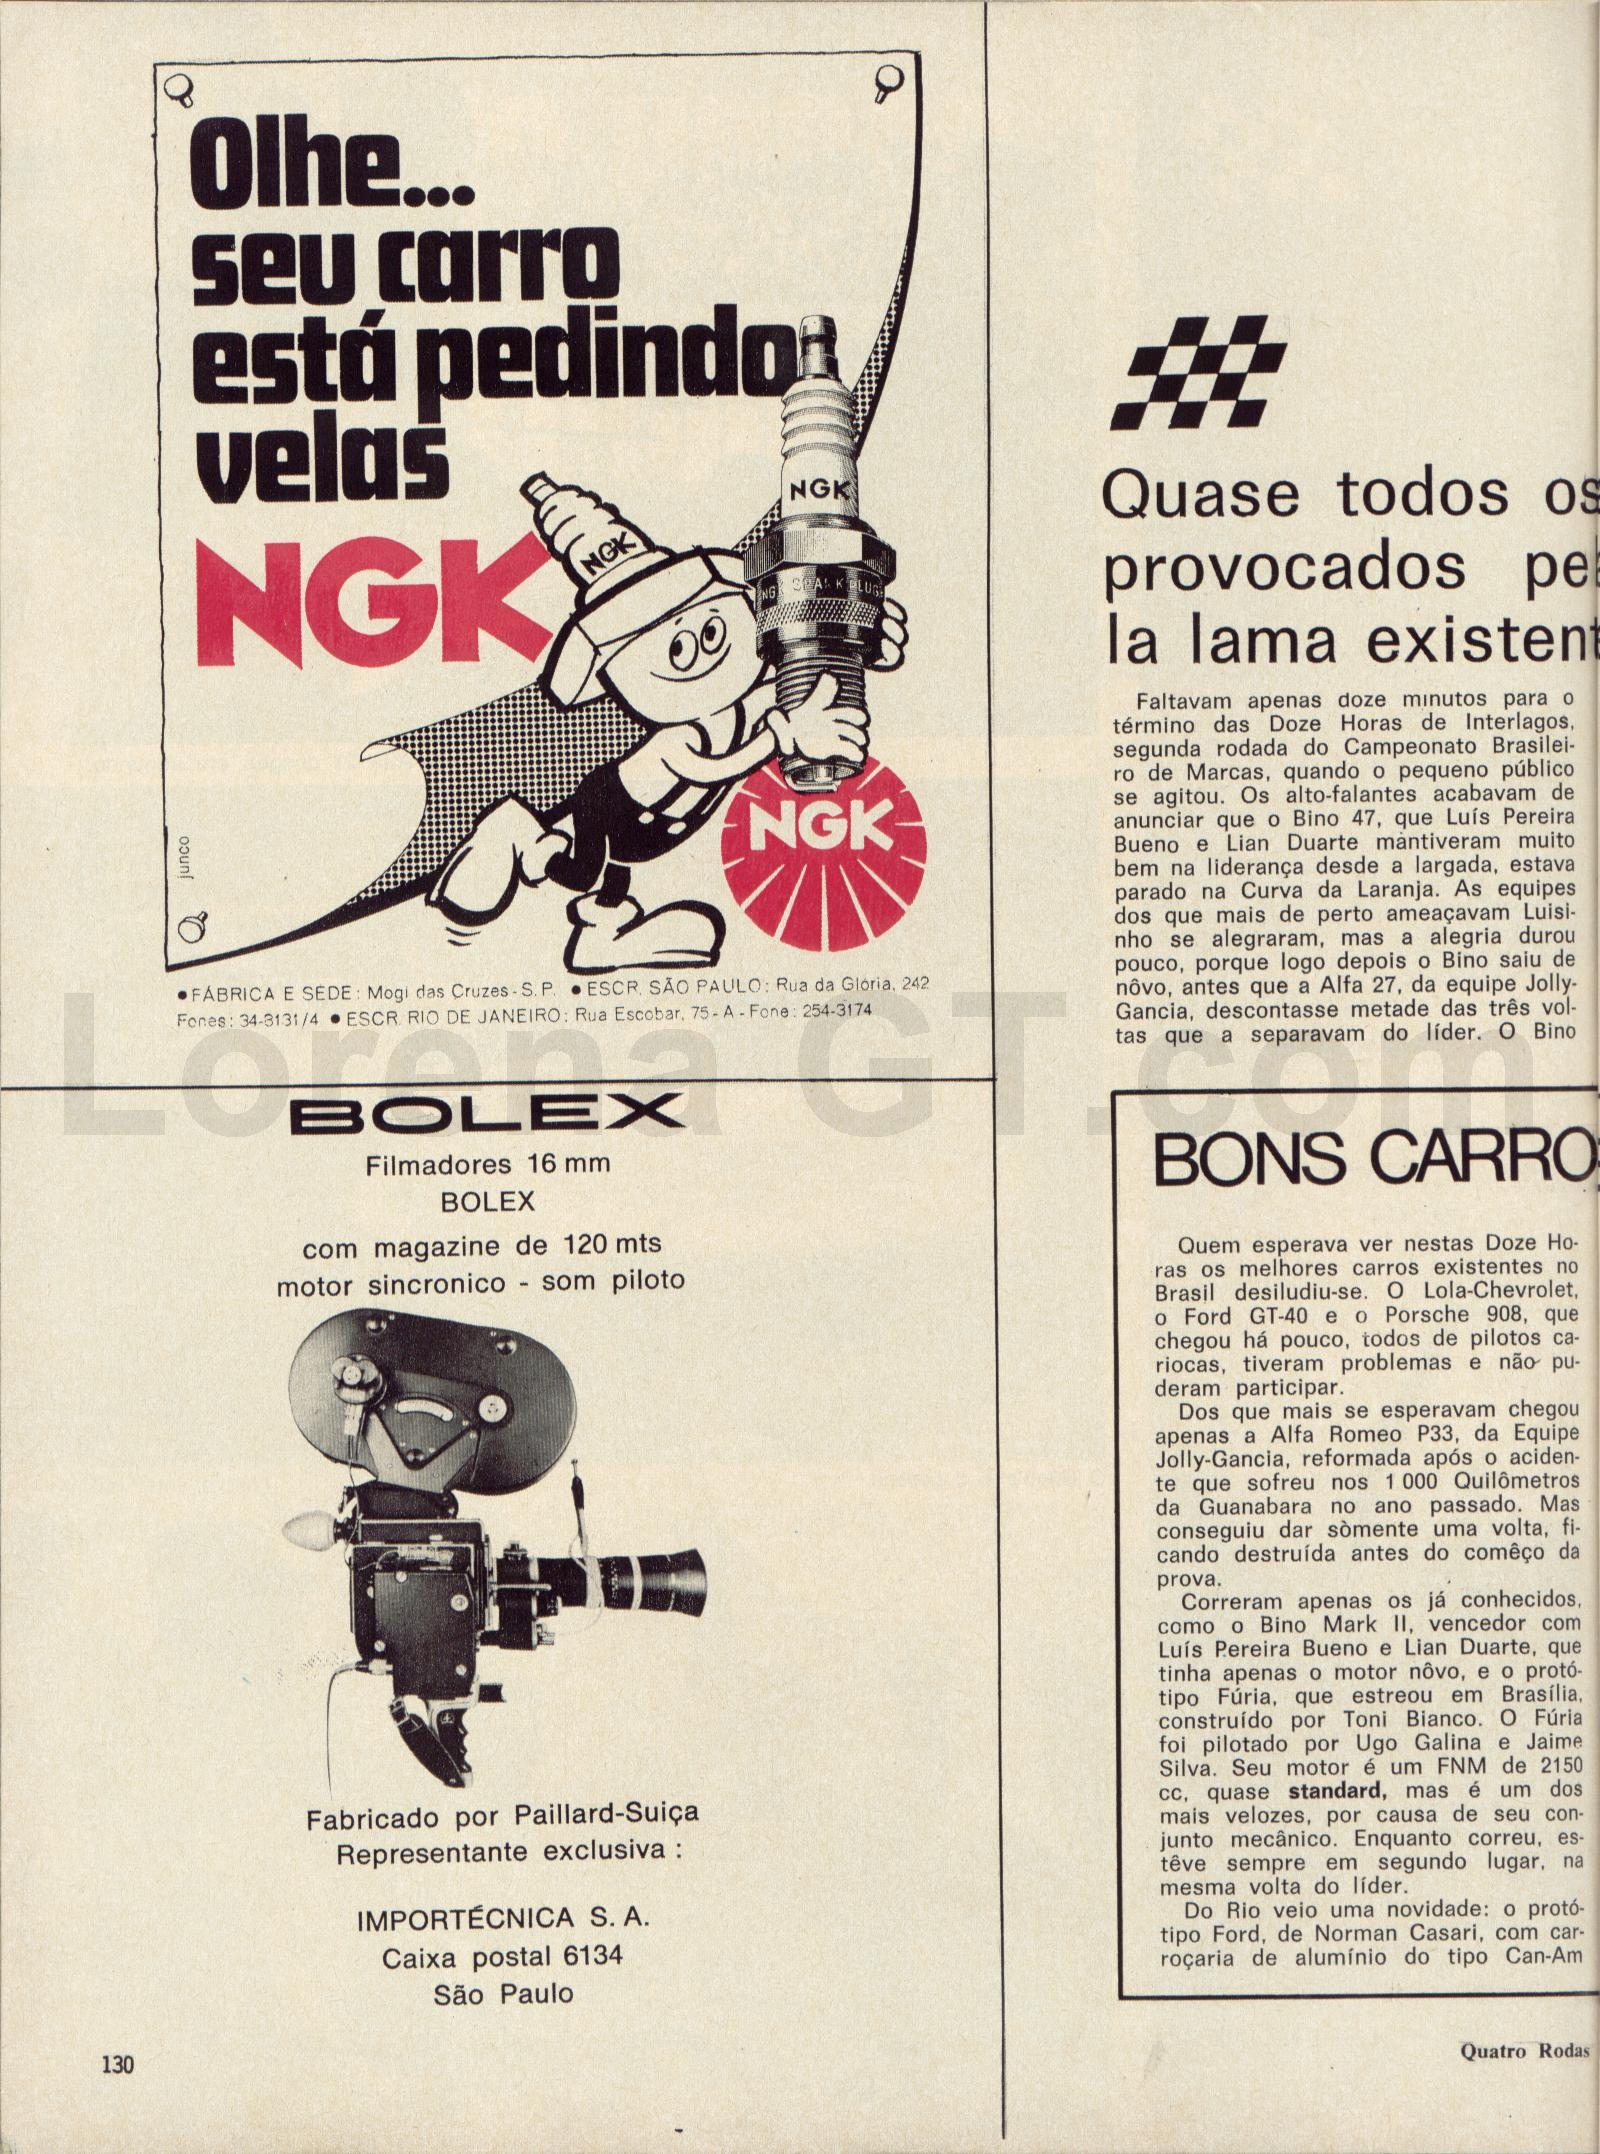 Olhe...
seu carro
está pedindo
velas
NGK
NGK
NGK
NGK SPARK PLUGS
NGK
junco
● FÁBRICA E SEDE: Mogi das Cruzes - S. P. ● ESCR. SÃO PAULO: Rua da Glória, 242
Fones: 34-3131/4 ● ESCR. RIO DE JANEIRO: Rua Escobar, 75 - A - Fone: 254-3174
Lorena GT.com
BOLEX
Filmadores 16 mm
BOLEX
com magazine de 120 mts
motor sincronico - som piloto
Fabricado por Paillard-Suiça
Representante exclusiva :
IMPORTÉCNICA S. A.
Caixa postal 6134
São Paulo
130
Quase todos os
provocados pe
la lama existent
Faltavam apenas doze minutos para o
término das Doze Horas de Interlagos,
segunda rodada do Campeonato Brasilei-
ro de Marcas, quando o pequeno público
se agitou. Os alto-falantes acabavam de
anunciar que o Bino 47, que Luís Pereira
Bueno e Lian Duarte mantiveram muito
bem na liderança desde a largada, estava
parado na Curva da Laranja. As equipes
dos que mais de perto ameaçavam Luisi-
nho se alegraram, mas a alegria durou
pouco, porque logo depois o Bino saiu de
nôvo, antes que a Alfa 27, da equipe Jolly-
Gancia, descontasse metade das três vol-
tas que a separavam do líder. O Bino
BONS CARRO
Quem esperava ver nestas Doze Ho-
ras os melhores carros existentes no
Brasil desiludiu-se. O Lola-Chevrolet,
o Ford GT-40 e o Porsche 908, que
chegou há pouco, todos de pilotos ca-
riocas, tiveram problemas e não pu-
deram participar.
Dos que mais se esperavam chegou
apenas a Alfa Romeo P33, da Equipe
Jolly-Gancia, reformada após o aciden-
te que sofreu nos 1 000 Quilômetros
da Guanabara no ano passado. Mas
conseguiu dar sòmente uma volta, fi-
cando destruída antes do comêço da
prova.
Correram apenas os já conhecidos,
como o Bino Mark II, vencedor com
Luís Pereira Bueno e Lian Duarte, que
tinha apenas o motor nôvo, e o protó-
tipo Fúria, que estreou em Brasília,
construído por Toni Bianco. O Fúria
foi pilotado por Ugo Galina e Jaime
Silva. Seu motor é um FNM de 2150
cc, quase standard, mas é um dos
mais velozes, por causa de seu con-
junto mecânico. Enquanto correu, es-
têve sempre em segundo lugar, na
mesma volta do líder.
Do Rio veio uma novidade: o protó-
tipo Ford, de Norman Casari, com car-
roçaria de alumínio do tipo Can-Am
Quatro Rodas